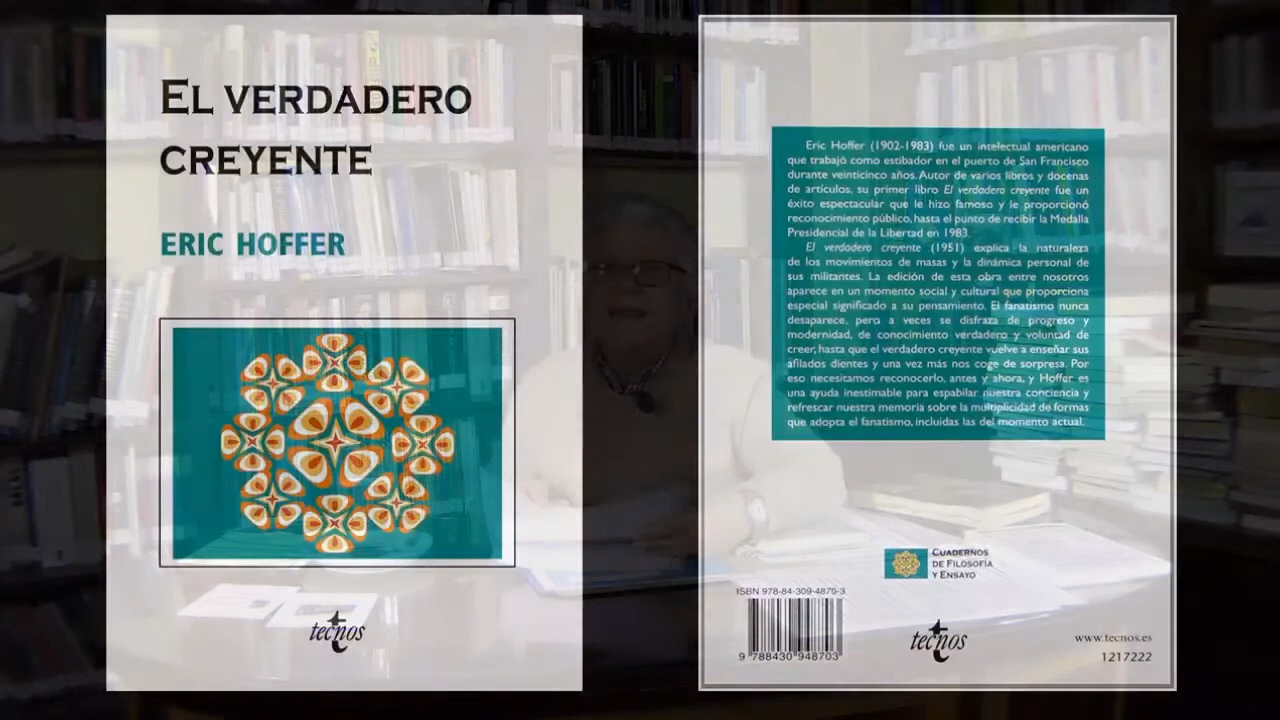 EL VERDADERO
CREYENTE
ERIC HOFFER
tecnos
Eric Hoffer (1902-1983) fue un intelectual americano
que trabajó como estibador en el puerto de San Francisco
durante veinticinco años. Autor de varios libros y docenas
de artículos, su primer libro El verdadero creyente fue un
éxito espectacular que le hizo famoso y le proporcionó
reconocimiento público, hasta el punto de recibir la Medalla
Presidencial de la Libertad en 1983.
El verdadero creyente (1951) explica la naturaleza
de los movimientos de masas y la dinámica personal de
sus militantes. La edición de esta obra entre nosotros
aparece en un momento social y cultural que proporciona
especial significado a su pensamiento. El fanatismo nunca
desaparece, pero a veces se disfraza de progreso y
modernidad, de conocimiento verdadero y voluntad de
creer, hasta que el verdadero creyente vuelve a enseñar sus
afilados dientes y una vez más nos coge de sorpresa. Por
eso necesitamos reconocerlo, antes y ahora, y Hoffer es
una ayuda inestimable para espabilar nuestra conciencia y
refrescar nuestra memoria sobre la multiplicidad de formas
que adopta el fanatismo, incluidas las del momento actual.
CUADERNOS
DE FILOSOFÍA
Y ENSAYO
ISBN 978-84-309-4870-3
9 788430 948703
tecnos
www.tecnos.es
1217222